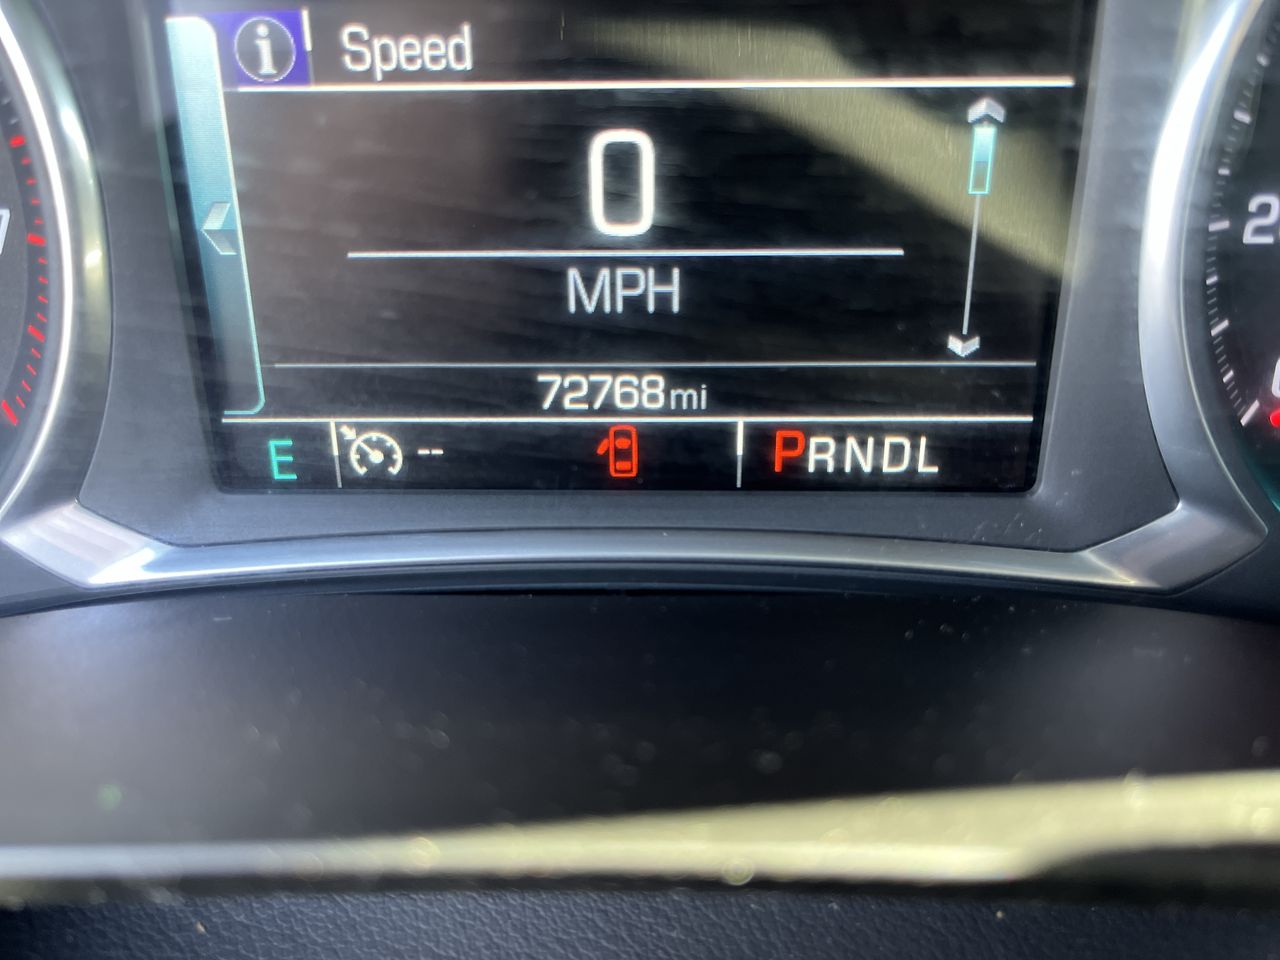 Speed
0
MPH
72768 mi
E -- PRNDL